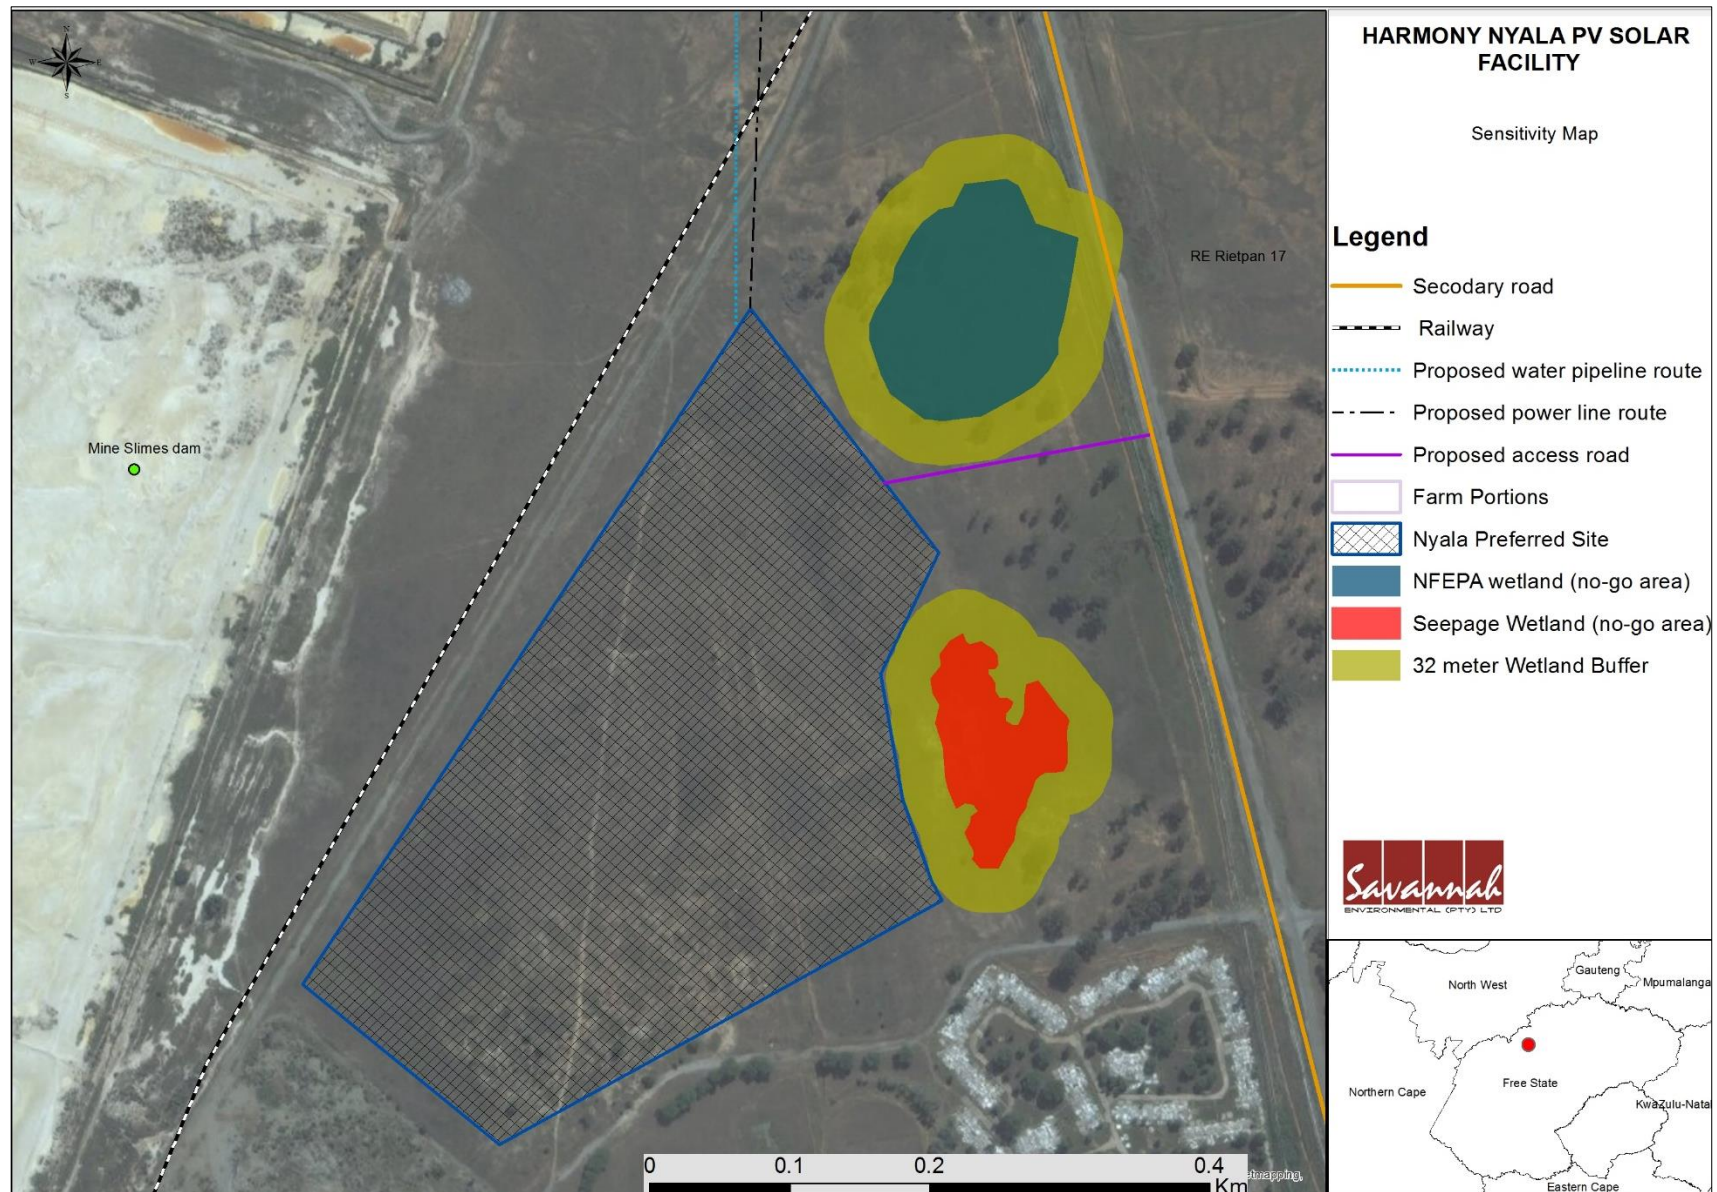 HARMONY NYALA PV SOLAR
FACILITY
Sensitivity Map
Legend
Secodary road
Railway
Proposed water pipeline route
Proposed power line route
Proposed access road
Farm Portions
Nyala Preferred Site
NFEPA wetland (no-go area)
Seepage Wetland (no-go area)
32 meter Wetland Buffer
N
W E
S
RE Rietpan 17
Mine Slimes dam
0 0.1 0.2 0.4
Km
etmapping,
Savannah
ENVIRONMENTAL (PTY) LTD
Gauteng
North West
Mpumalanga
Free State
Northern Cape
KwaZulu-Natal
Eastern Cape